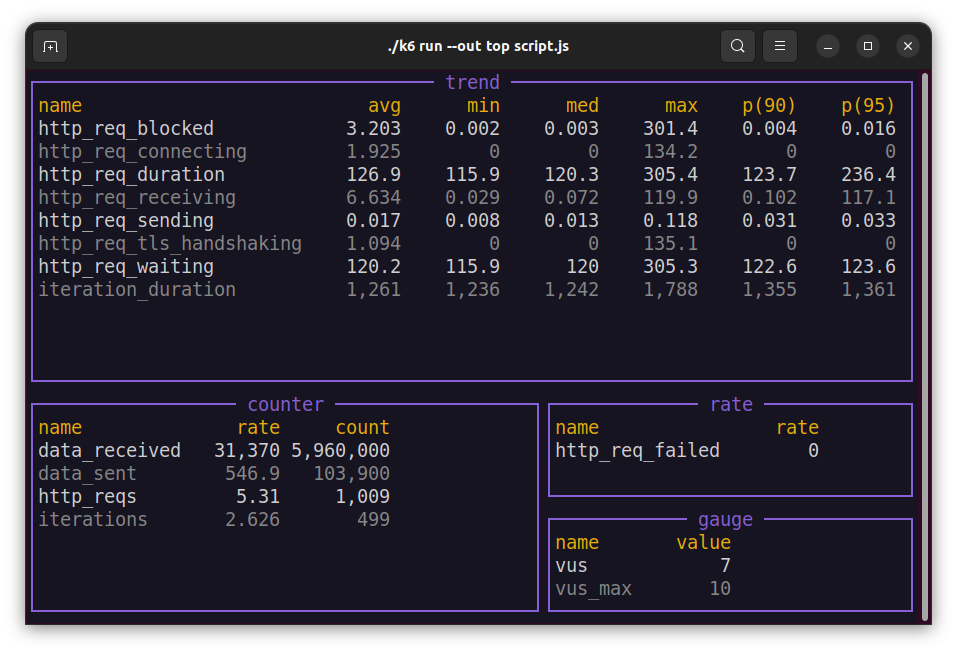 ./k6 run --out top script.js
trend
name avg min med max p(90) p(95)
http_req_blocked 3.203 0.002 0.003 301.4 0.004 0.016
http_req_connecting 1.925 0 0 134.2 0 0
http_req_duration 126.9 115.9 120.3 305.4 123.7 236.4
http_req_receiving 6.634 0.029 0.072 119.9 0.102 117.1
http_req_sending 0.017 0.008 0.013 0.118 0.031 0.033
http_req_tls_handshaking 1.094 0 0 135.1 0 0
http_req_waiting 120.2 115.9 120 305.3 122.6 123.6
iteration_duration 1,261 1,236 1,242 1,788 1,355 1,361
counter
name rate count
data_received 31,370 5,960,000
data_sent 546.9 103,900
http_reqs 5.31 1,009
iterations 2.626 499
rate
name rate
http_req_failed 0
gauge
name value
vus 7
vus_max 10